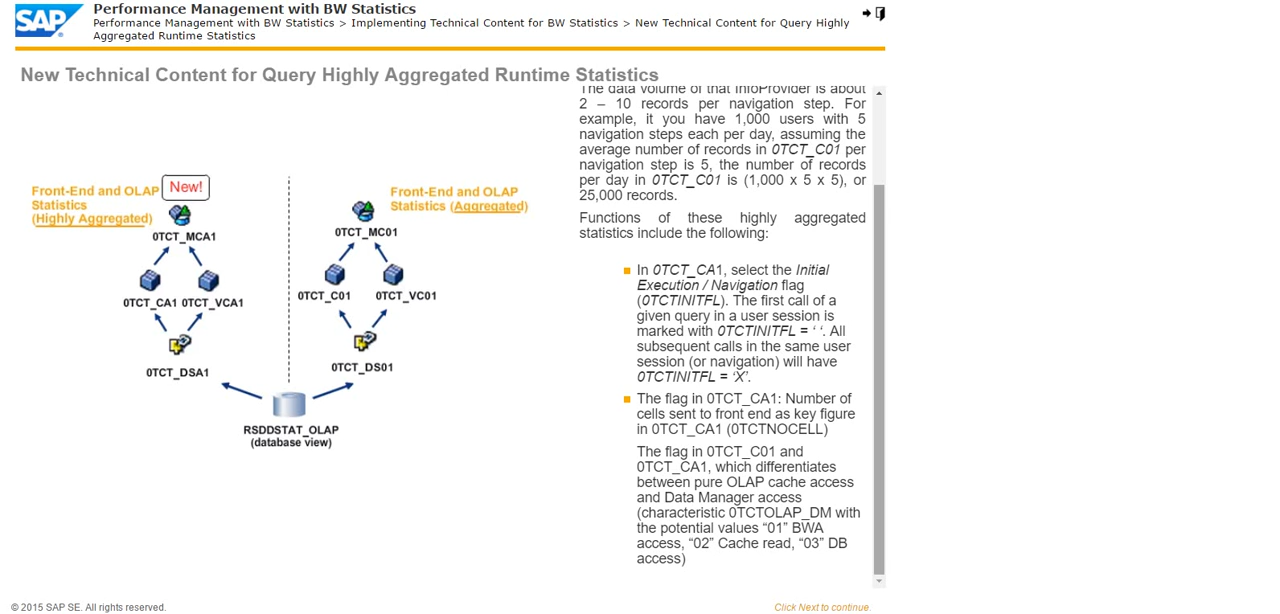 SAP
Performance Management with BW Statistics
Performance Management with BW Statistics > Implementing Technical Content for BW Statistics > New Technical Content for Query Highly
Aggregated Runtime Statistics
New Technical Content for Query Highly Aggregated Runtime Statistics
Front-End and OLAP
Statistics
(Highly Aggregated)
New!
0TCT_MCA1
0TCT_CA1 0TCT_VCA1
0TCT_DSA1
Front-End and OLAP
Statistics (Aggregated)
0TCT_MC01
0TCT_C01 0TCT_VC01
0TCT_DS01
RSDDSTAT_OLAP
(database view)
The data volume of that InfoProvider is about
2 – 10 records per navigation step. For
example, it you have 1,000 users with 5
navigation steps each per day, assuming the
average number of records in 0TCT_C01 per
navigation step is 5, the number of records
per day in 0TCT_C01 is (1,000 x 5 x 5), or
25,000 records.
Functions of these highly aggregated
statistics include the following:
In 0TCT_CA1, select the Initial
Execution / Navigation flag
(0TCTINITFL). The first call of a
given query in a user session is
marked with 0TCTINITFL = ‘ ‘. All
subsequent calls in the same user
session (or navigation) will have
0TCTINITFL = ‘X’.
The flag in 0TCT_CA1: Number of
cells sent to front end as key figure
in 0TCT_CA1 (0TCTNOCELL)
The flag in 0TCT_C01 and
0TCT_CA1, which differentiates
between pure OLAP cache access
and Data Manager access
(characteristic 0TCTOLAP_DM with
the potential values “01” BWA
access, “02” Cache read, “03” DB
access)
© 2015 SAP SE. All rights reserved.
Click Next to continue.